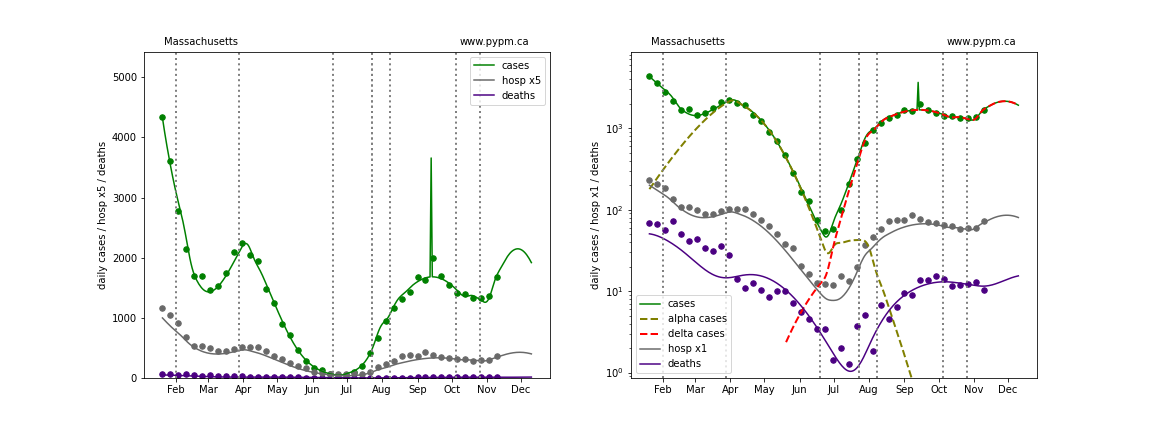 Massachusetts www.pypm.ca
5000
4000
3000
2000
1000
0
daily cases / hosp x5 / deaths
cases
hosp x5
deaths
Feb Mar Apr May Jun Jul Aug Sep Oct Nov Dec
Massachusetts www.pypm.ca
10³
10²
10¹
10⁰
daily cases / hosp x1 / deaths
cases
alpha cases
delta cases
hosp x1
deaths
Feb Mar Apr May Jun Jul Aug Sep Oct Nov Dec